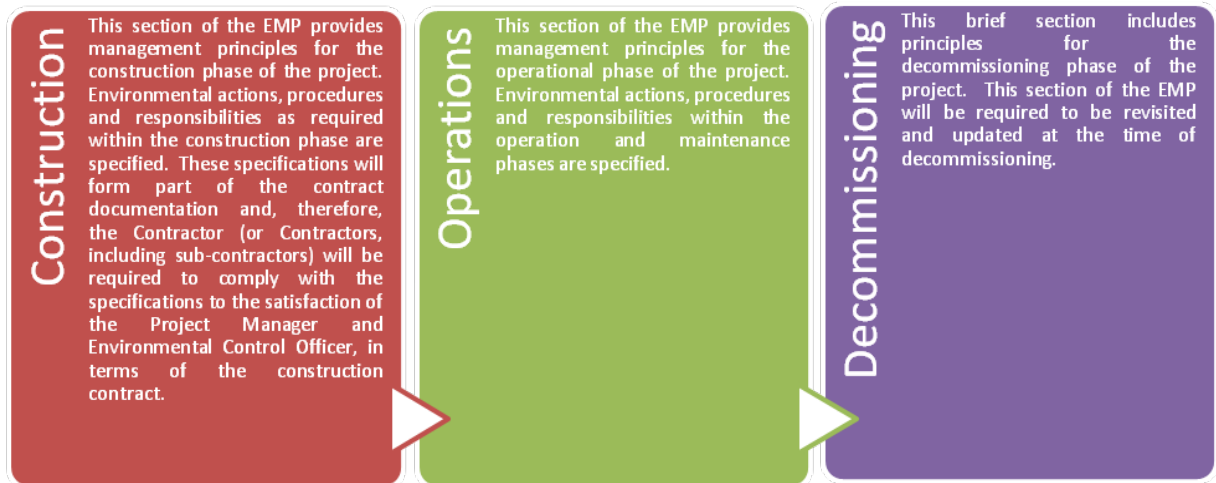 Construction
This section of the EMP provides
management principles for the
construction phase of the project.
Environmental actions, procedures
and responsibilities as required
within the construction phase are
specified. These specifications will
form part of the contract
documentation and, therefore,
the Contractor (or Contractors,
including sub-contractors) will be
required to comply with the
specifications to the satisfaction of
the Project Manager and
Environmental Control Officer, in
terms of the construction
contract.
Operations
This section of the EMP provides
management principles for the
operational phase of the project.
Environmental actions, procedures
and responsibilities within the
operation and maintenance
phases are specified.
Decommissioning
This brief section includes
principles for the
decommissioning phase of the
project. This section of the EMP
will be required to be revisited
and updated at the time of
decommissioning.